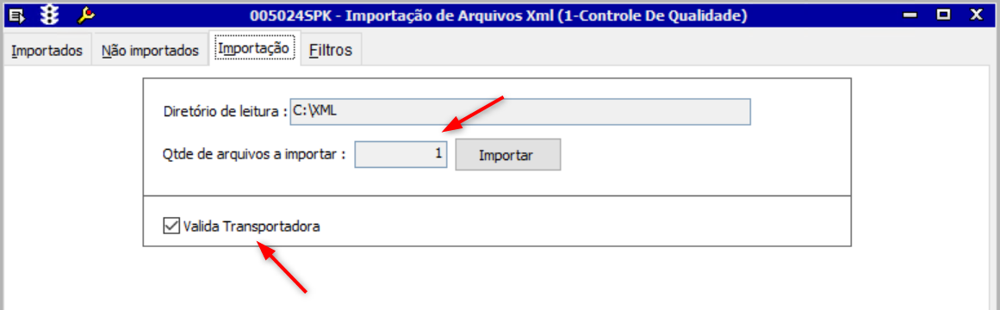 005024SPK - Importação de Arquivos Xml (1-Controle De Qualidade)
Importados Não importados Importação Filtros
Diretório de leitura : C:\XML
Qtde de arquivos a importar : 1 Importar
Valida Transportadora